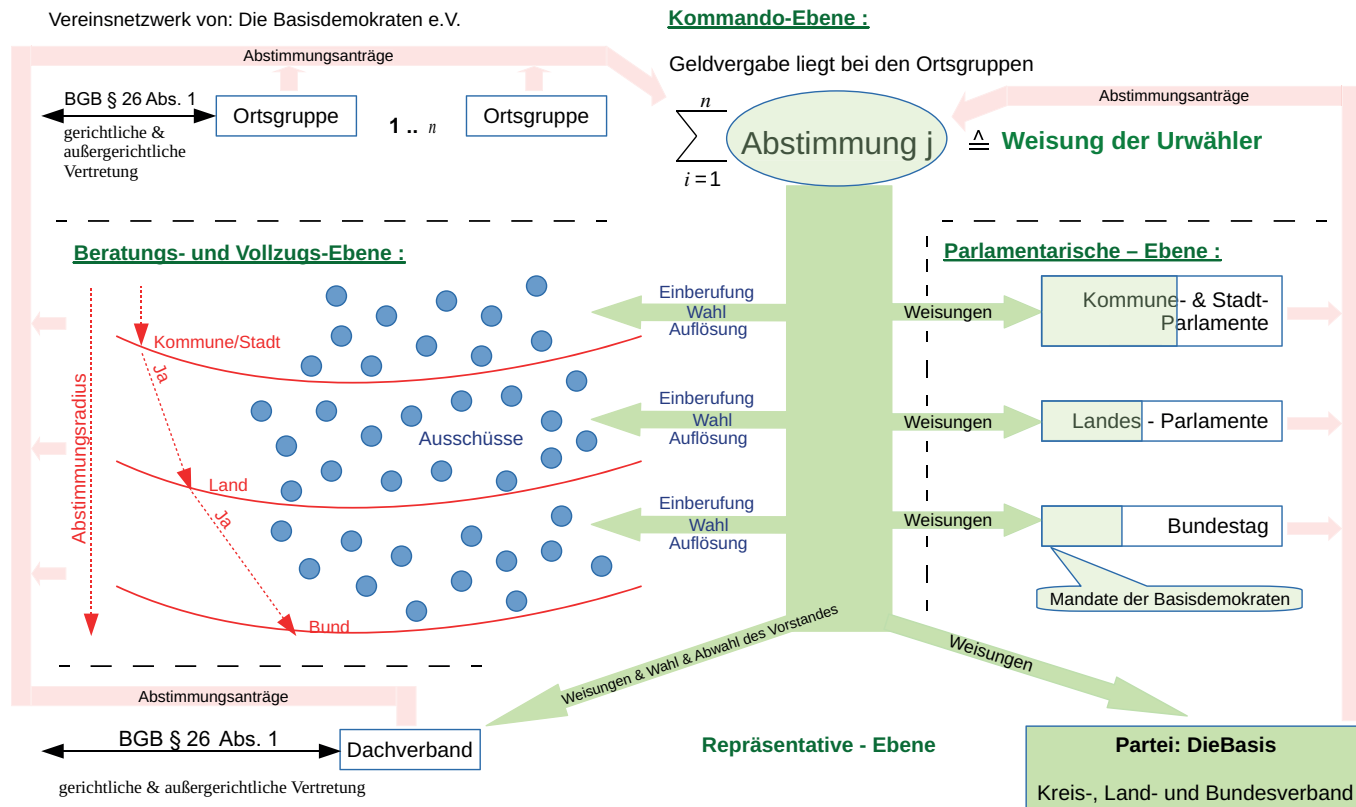 Vereinsnetzwerk von: Die Basisdemokraten e.V.
Kommando-Ebene :
Abstimmungsanträge
Geldvergabe liegt bei den Ortsgruppen
BGB § 26 Abs. 1
Ortsgruppe
1 .. n
Ortsgruppe
gerichtliche &
außergerichtliche
Vertretung
n
∑
i = 1
Abstimmung j
≙ Weisung der Urwähler
Abstimmungsanträge
Beratungs- und Vollzugs-Ebene :
Abstimmungsradius
Kommune/Stadt
Ja
Ausschüsse
Land
Ja
Bund
Einberufung
Wahl
Auflösung
Einberufung
Wahl
Auflösung
Einberufung
Wahl
Auflösung
Parlamentarische – Ebene :
Weisungen
Kommune- & Stadt-
Parlamente
Weisungen
Landes - Parlamente
Weisungen
Bundestag
Mandate der Basisdemokraten
Weisungen & Wahl & Abwahl des Vorstandes
Weisungen
Abstimmungsanträge
BGB § 26 Abs. 1
Dachverband
gerichtliche & außergerichtliche Vertretung
Repräsentative - Ebene
Partei: DieBasis
Kreis-, Land- und Bundesverband